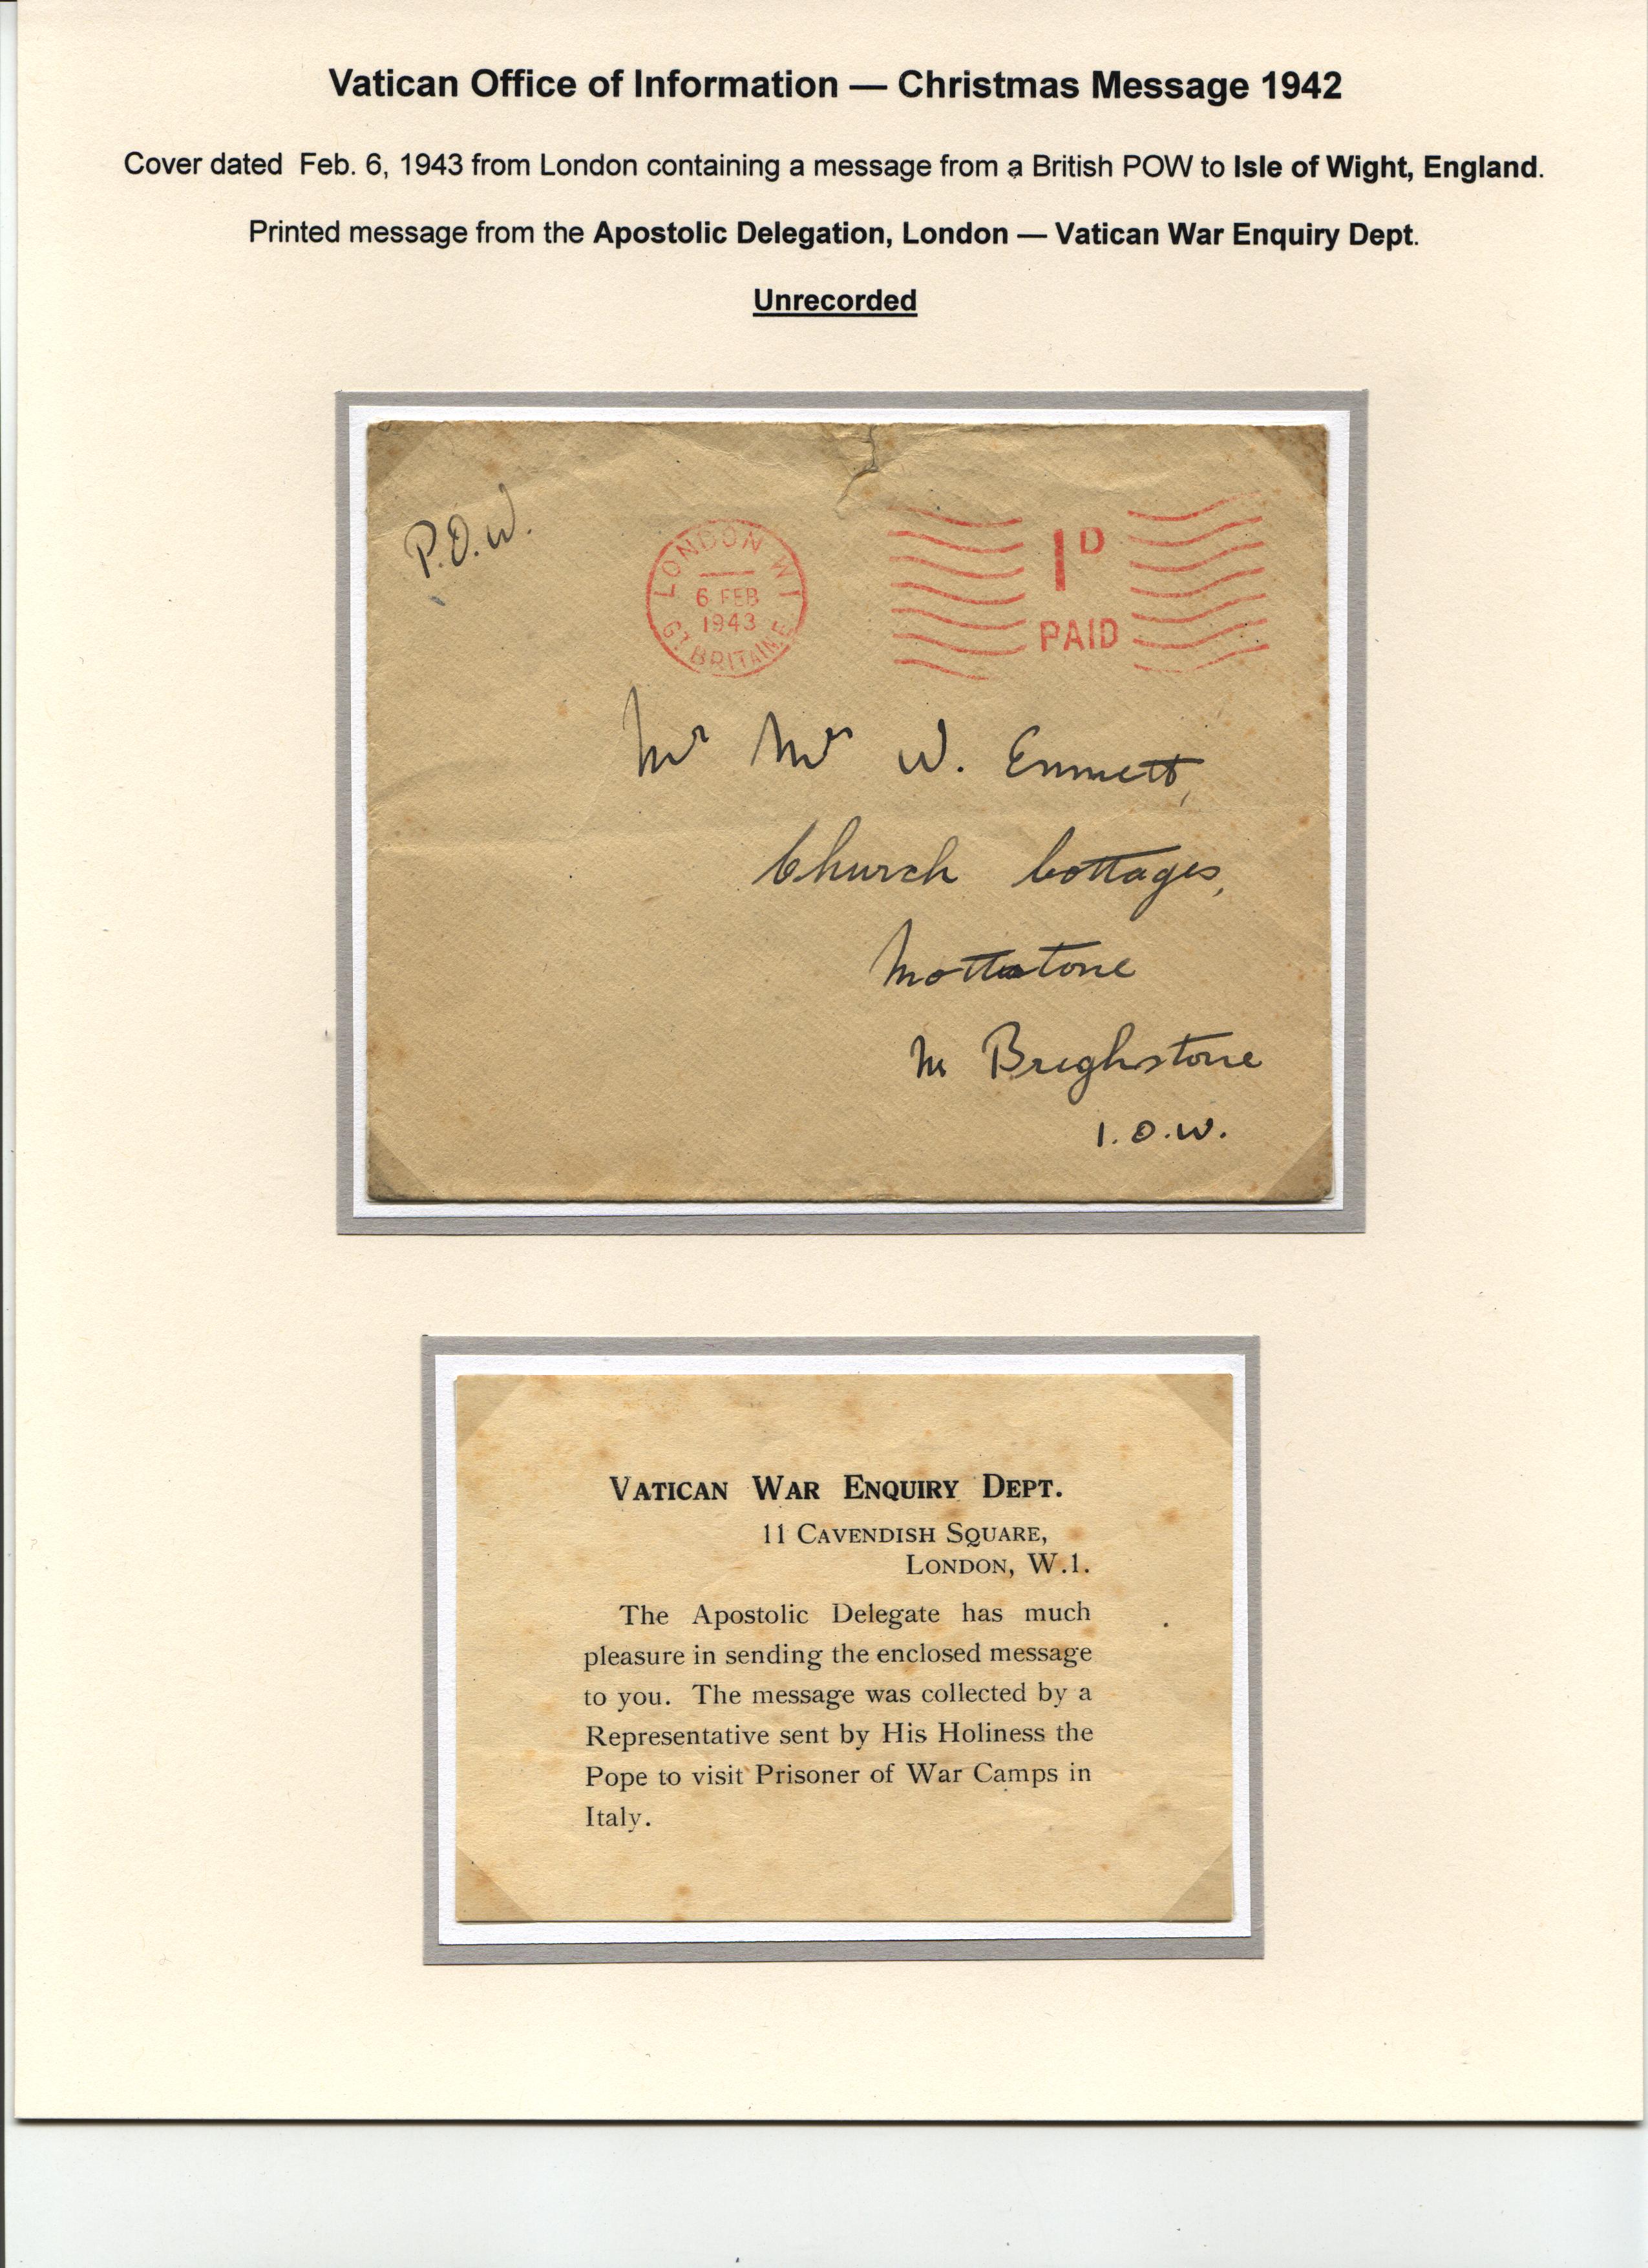 Vatican Office of Information — Christmas Message 1942
Cover dated Feb. 6, 1943 from London containing a message from a British POW to Isle of Wight, England.
Printed message from the Apostolic Delegation, London — Vatican War Enquiry Dept.
Unrecorded
P.O.W.
LONDON W1
6 FEB
1943
GT. BRITAIN
1D
PAID
Mr Mrs W. Emmett,
Church Cottages,
Mottistone
Nr Brighstone
I.O.W.
VATICAN WAR ENQUIRY DEPT.
11 CAVENDISH SQUARE,
LONDON, W.1.
The Apostolic Delegate has much
pleasure in sending the enclosed message
to you. The message was collected by a
Representative sent by His Holiness the
Pope to visit Prisoner of War Camps in
Italy.